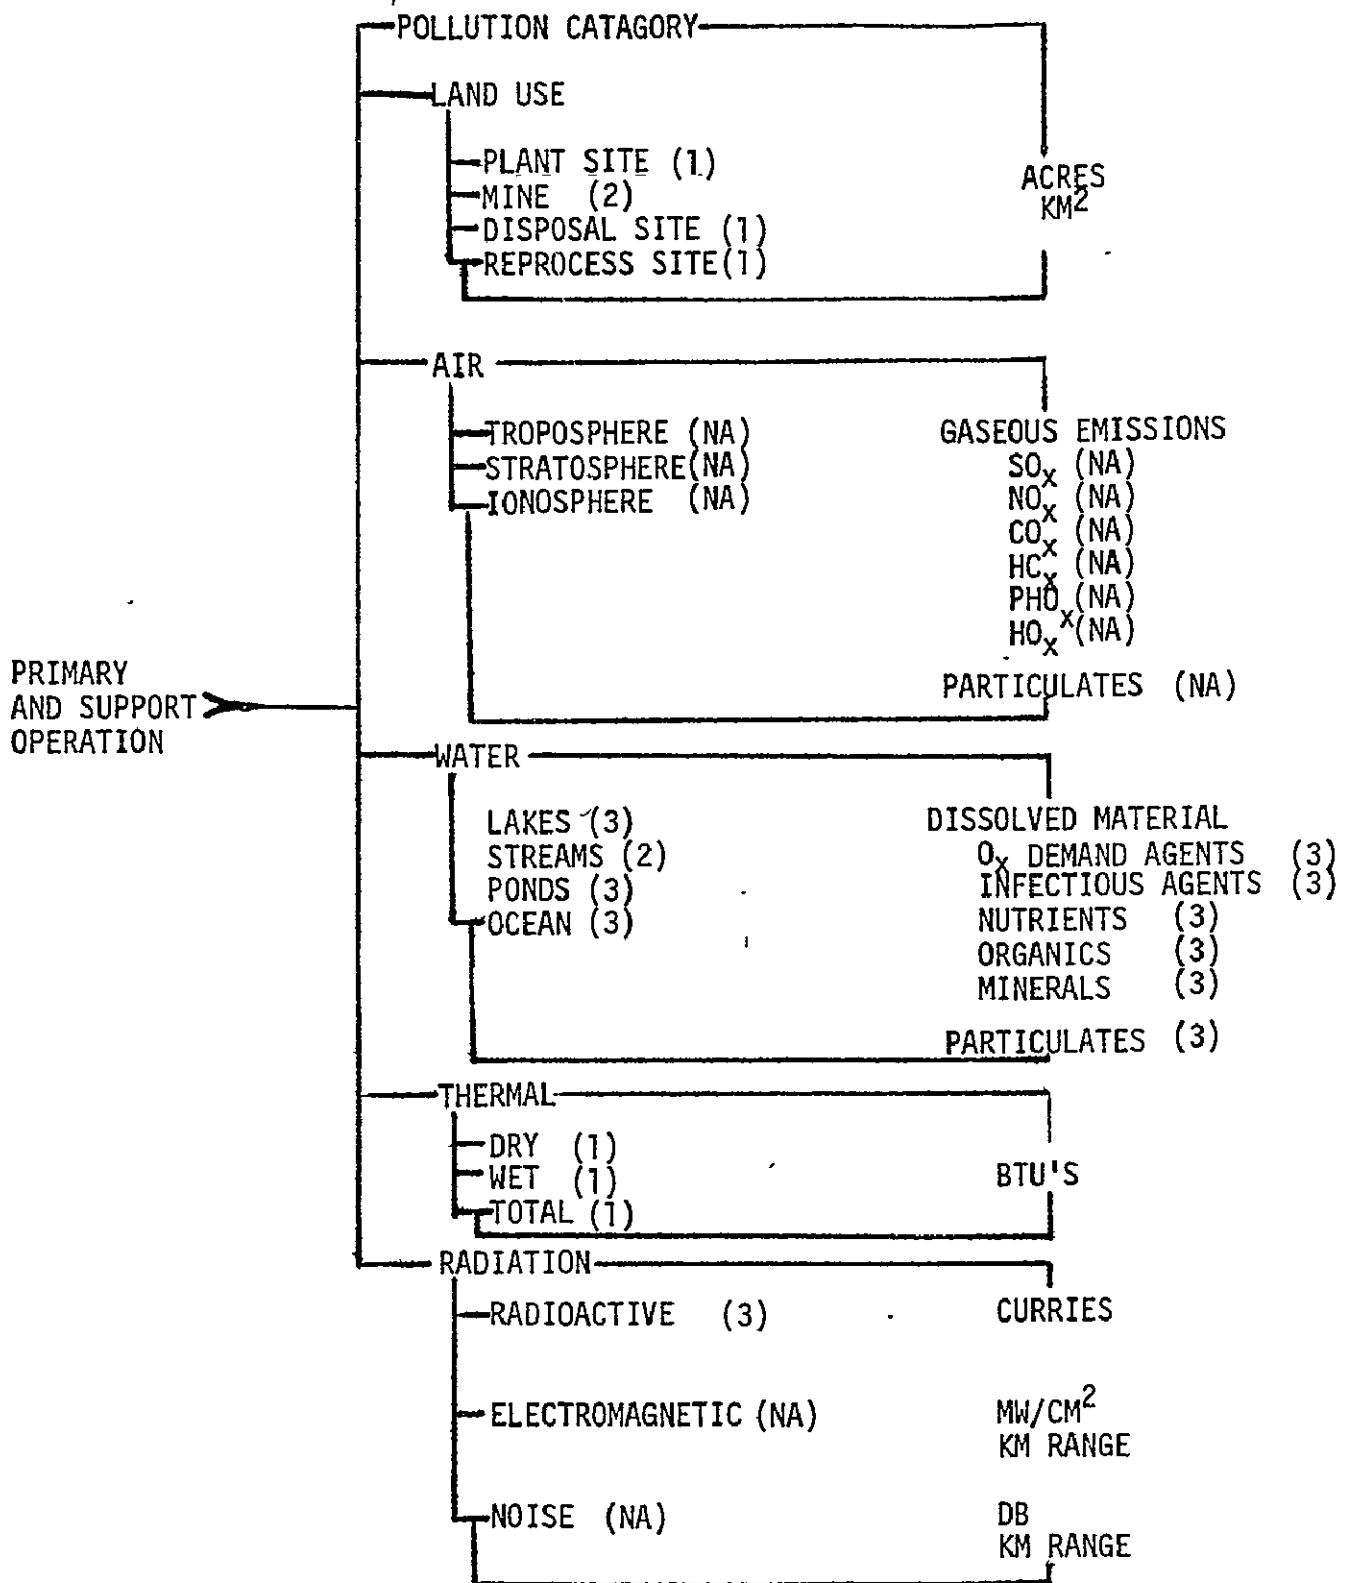 POLLUTION CATAGORY
LAND USE
PLANT SITE (1)
MINE (2)
DISPOSAL SITE (1)
REPROCESS SITE(1)
ACRES
KM2
AIR
TROPOSPHERE (NA)
STRATOSPHERE(NA)
IONOSPHERE (NA)
GASEOUS EMISSIONS
SOx (NA)
NOx (NA)
COx (NA)
HCx (NA)
PHOx (NA)
HOx (NA)
PARTICULATES (NA)
PRIMARY
AND SUPPORT
OPERATION
WATER
LAKES (3)
STREAMS (2)
PONDS (3)
OCEAN (3)
DISSOLVED MATERIAL
Ox DEMAND AGENTS (3)
INFECTIOUS AGENTS (3)
NUTRIENTS (3)
ORGANICS (3)
MINERALS (3)
PARTICULATES (3)
THERMAL
DRY (1)
WET (1)
TOTAL (1)
BTU'S
RADIATION
RADIOACTIVE (3)
CURRIES
ELECTROMAGNETIC (NA)
MW/CM2
KM RANGE
NOISE (NA)
DB
KM RANGE